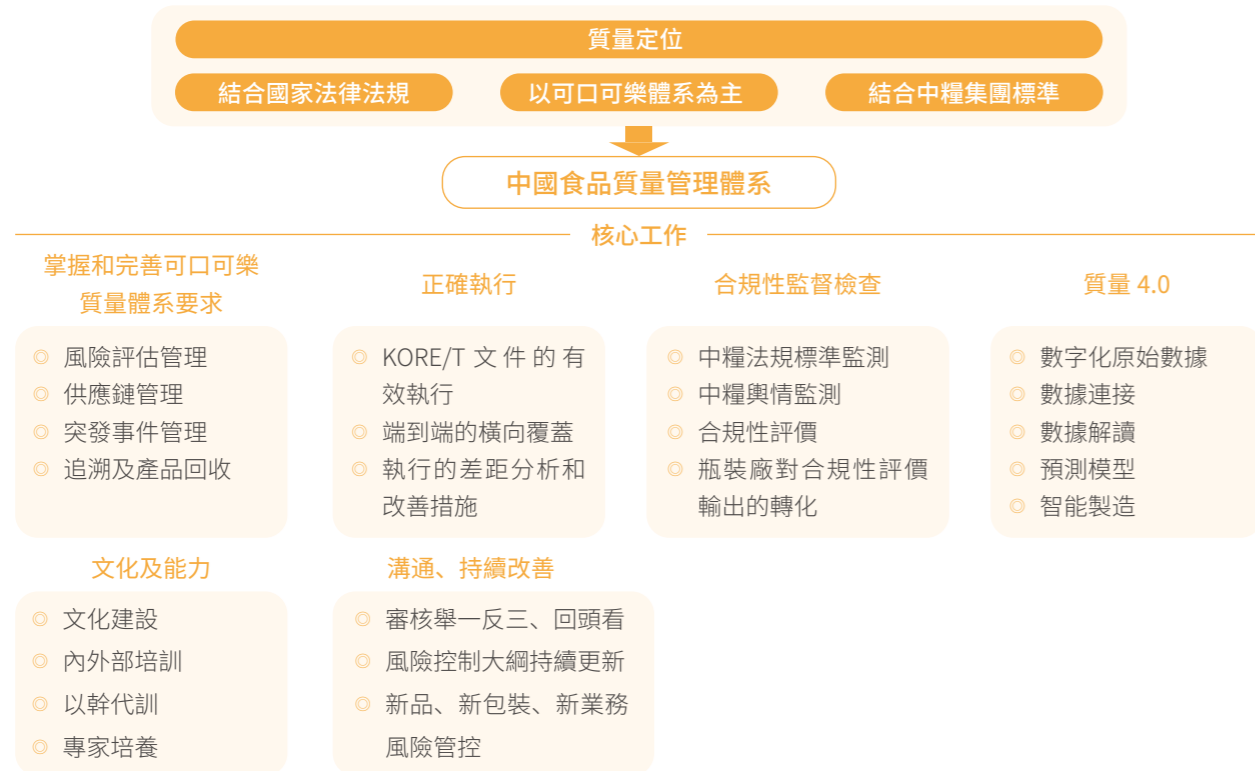 質量定位
結合國家法律法規
以可口可樂體系為主
結合中糧集團標準
中國食品質量管理體系
核心工作
掌握和完善可口可樂
質量體系要求
◎ 風險評估管理
◎ 供應鏈管理
◎ 突發事件管理
◎ 追溯及產品回收
正確執行
◎ KORE/T 文件的有
效執行
◎ 端到端的橫向覆蓋
◎ 執行的差距分析和
改善措施
合規性監督檢查
◎ 中糧法規標準監測
◎ 中糧輿情監測
◎ 合規性評價
◎ 瓶裝廠對合規性評價
輸出的轉化
質量 4.0
◎ 數字化原始數據
◎ 數據連接
◎ 數據解讀
◎ 預測模型
◎ 智能製造
文化及能力
◎ 文化建設
◎ 內外部培訓
◎ 以幹代訓
◎ 專家培養
溝通、持續改善
◎ 審核舉一反三、回頭看
◎ 風險控制大綱持續更新
◎ 新品、新包裝、新業務
風險管控